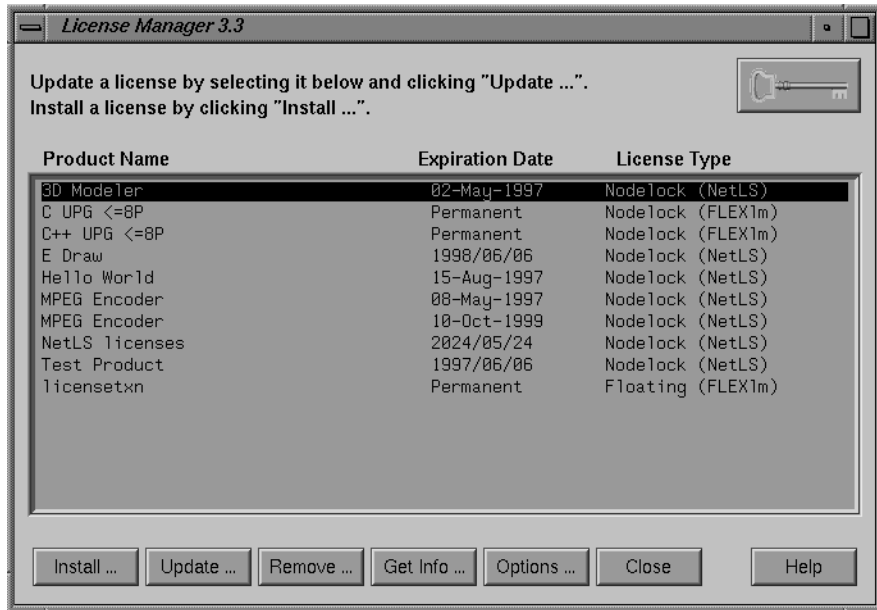 License Manager 3.3
Update a license by selecting it below and clicking "Update ...".
Install a license by clicking "Install ...".
Product Name Expiration Date License Type
3D Modeler 02-May-1997 Nodelock (NetLS)
C UPG <=8P Permanent Nodelock (FLEXlm)
C++ UPG <=8P Permanent Nodelock (FLEXlm)
E Draw 1998/06/06 Nodelock (NetLS)
Hello World 15-Aug-1997 Nodelock (NetLS)
MPEG Encoder 08-May-1997 Nodelock (NetLS)
MPEG Encoder 10-Oct-1999 Nodelock (NetLS)
NetLS licenses 2024/05/24 Nodelock (NetLS)
Test Product 1997/06/06 Nodelock (NetLS)
licensetxn Permanent Floating (FLEXlm)
Install ... Update ... Remove ... Get Info ... Options ... Close Help